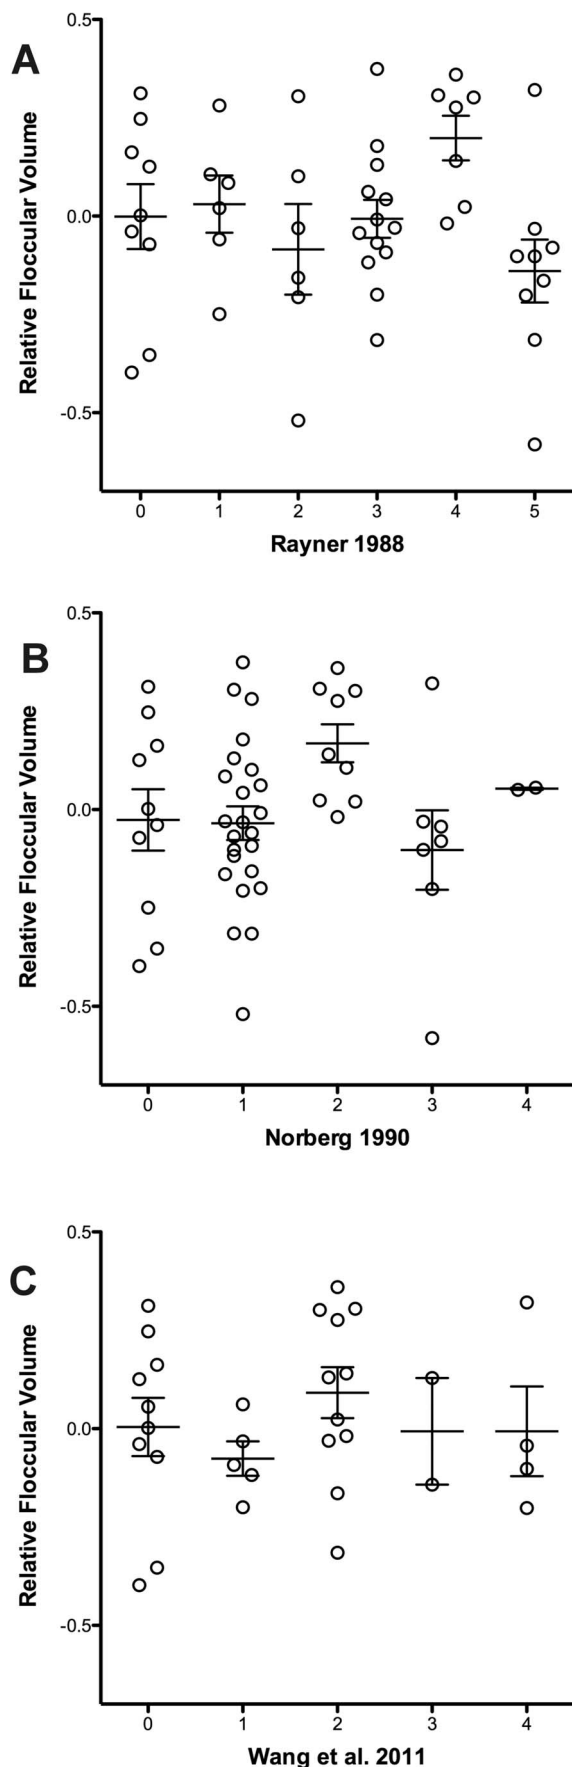 A
0.5
0.0
-0.5
Relative Floccular Volume
0 1 2 3 4 5
Rayner 1988
B
0.5
0.0
-0.5
Relative Floccular Volume
0 1 2 3 4
Norberg 1990
C
0.5
0.0
-0.5
Relative Floccular Volume
0 1 2 3 4
Wang et al. 2011